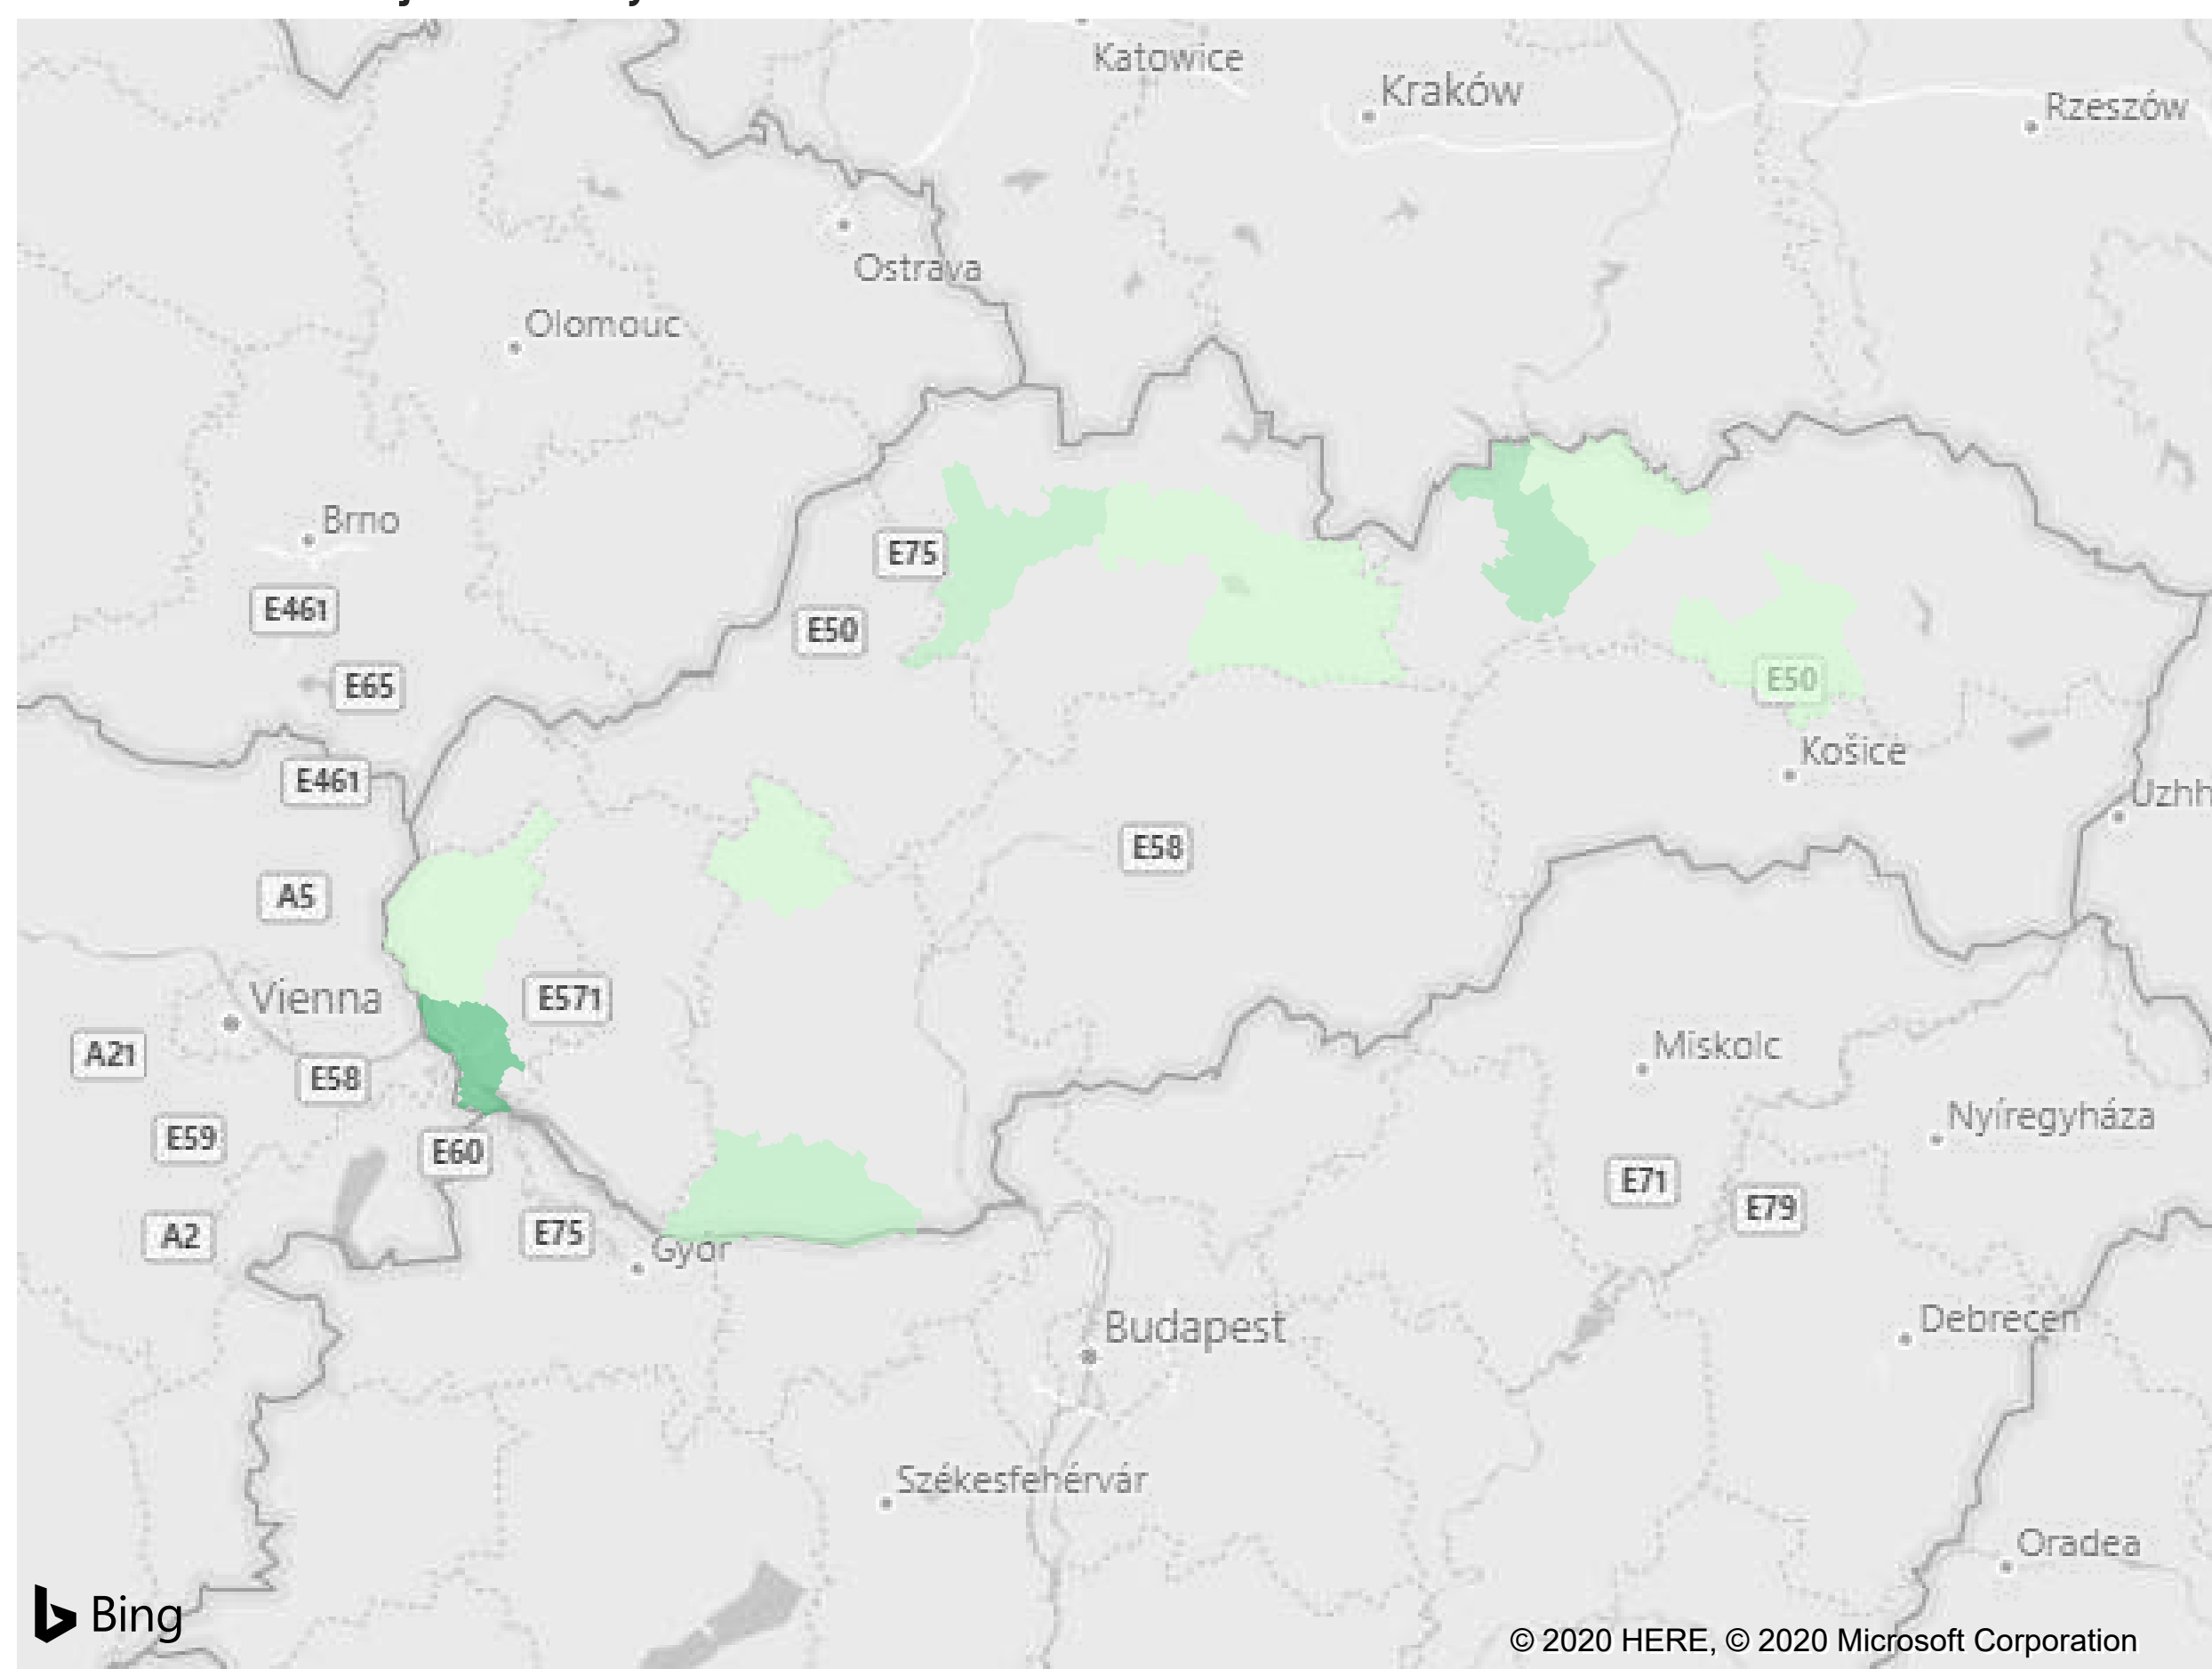 Katowice
Kraków
Rzeszów
Ostrava
Olomouc
Brno
E75
E461
E50
E65
E50
Košice
E461
Uzhh
E58
A5
Vienna
E571
A21
Miskolc
E58
Nyíregyháza
E59
E60
E71
E79
A2
E75
Győr
Debrecen
Budapest
Székesfehérvár
Oradea
Bing
© 2020 HERE, © 2020 Microsoft Corporation